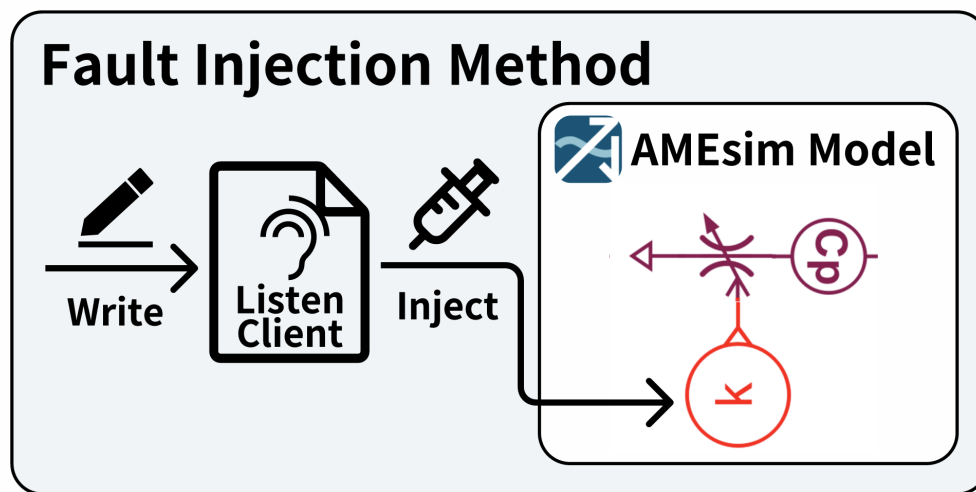 Fault Injection Method
AMEsim Model
Write
Listen
Client
Inject
Cp
k